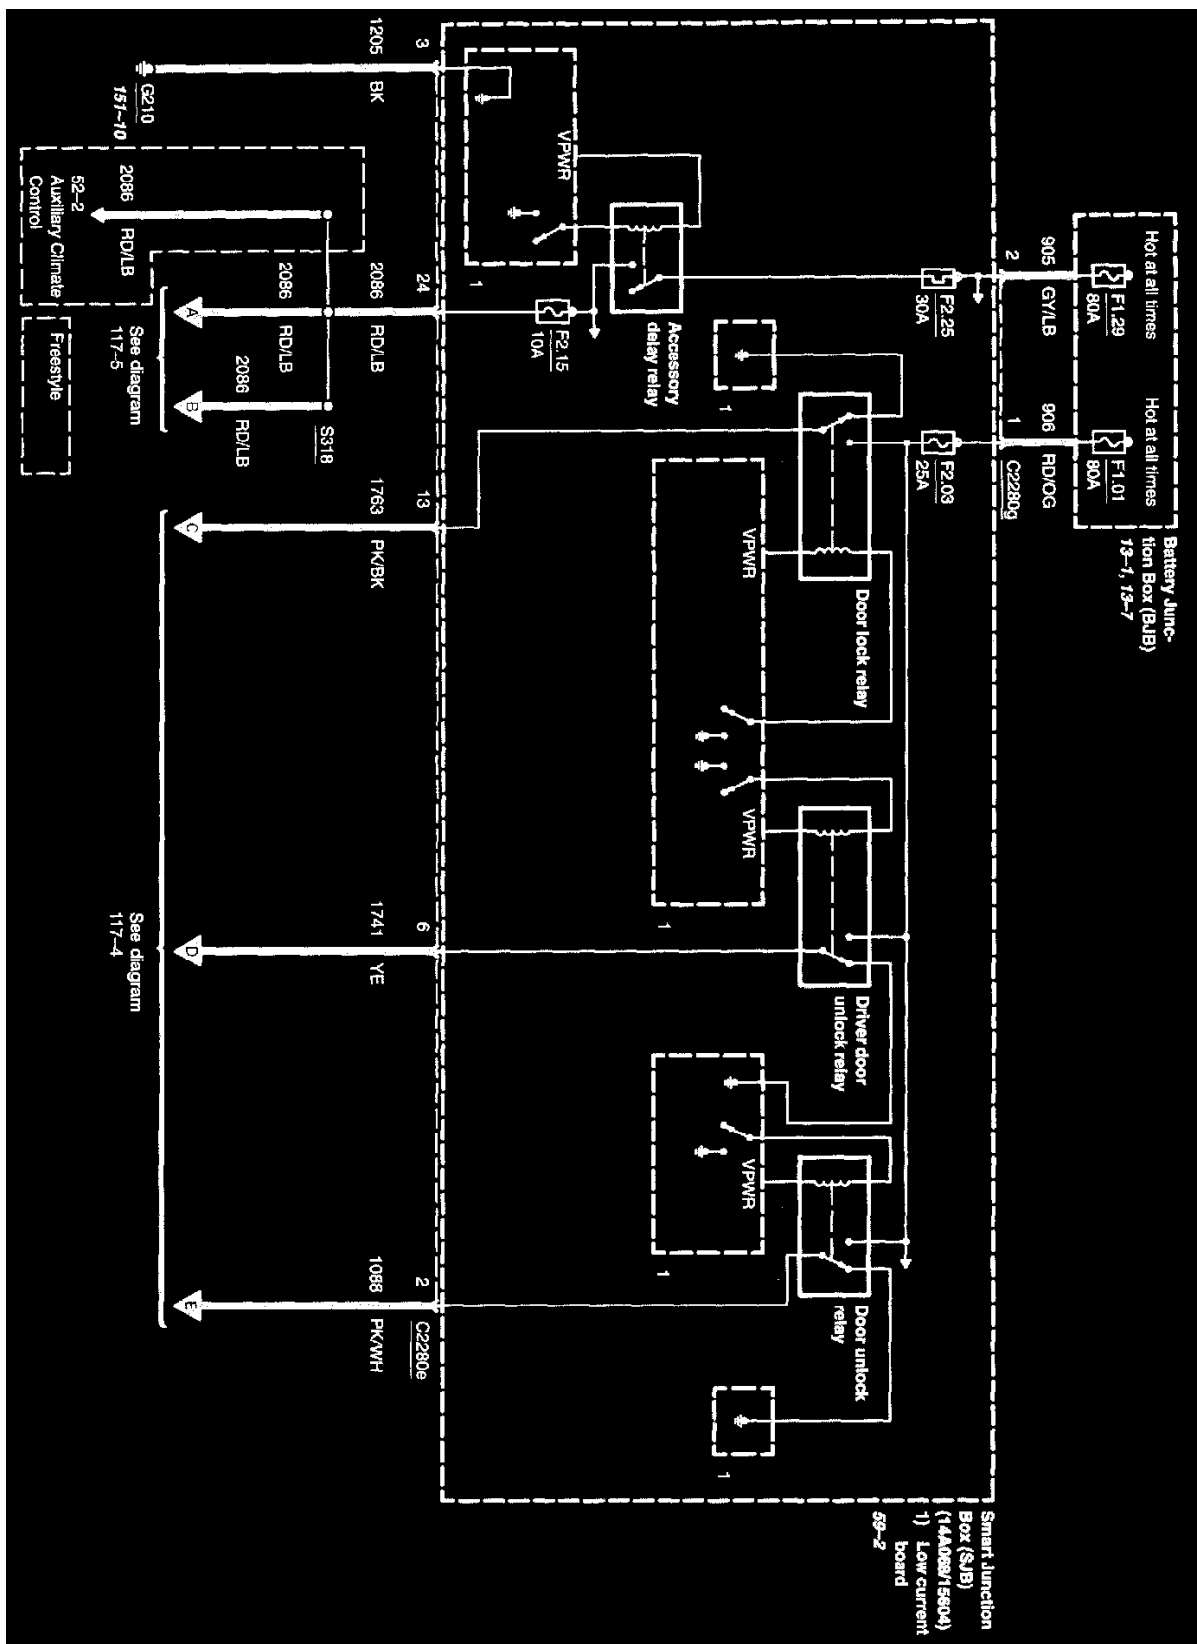 Hot at all times
Hot at all times
F1.29
80A
F1.01
80A
Battery Junc-
tion Box (BJB)
13-1, 13-7
905
GY/LB
906
RD/OG
2
1
C2280g
F2.25
30A
F2.03
25A
Accessory
delay relay
Door lock relay
Driver door
unlock relay
Door unlock
relay
VPWR
VPWR
VPWR
VPWR
1
1
1
1
1
F2.15
10A
Smart Junction
Box (SJB)
(14A068/15604)
1) Low current
board
59-2
3
24
13
6
2
C2280e
1205
BK
2086
RD/LB
1763
PK/BK
1741
YE
1088
PK/WH
S318
2086
RD/LB
2086
RD/LB
2086
RD/LB
G210
151-10
A
B
C
D
E
52-2
Auxiliary Climate
Control
See diagram
117-5
Freestyle
See diagram
117-4